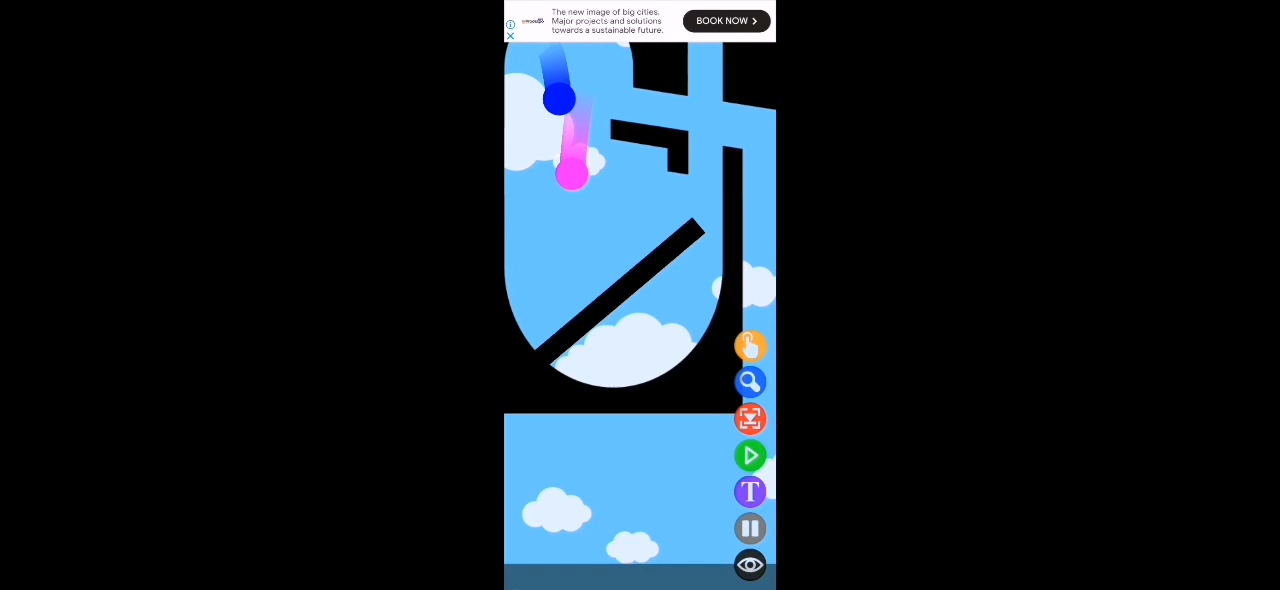 The new image of big cities.
Major projects and solutions
towards a sustainable future.
BOOK NOW
T